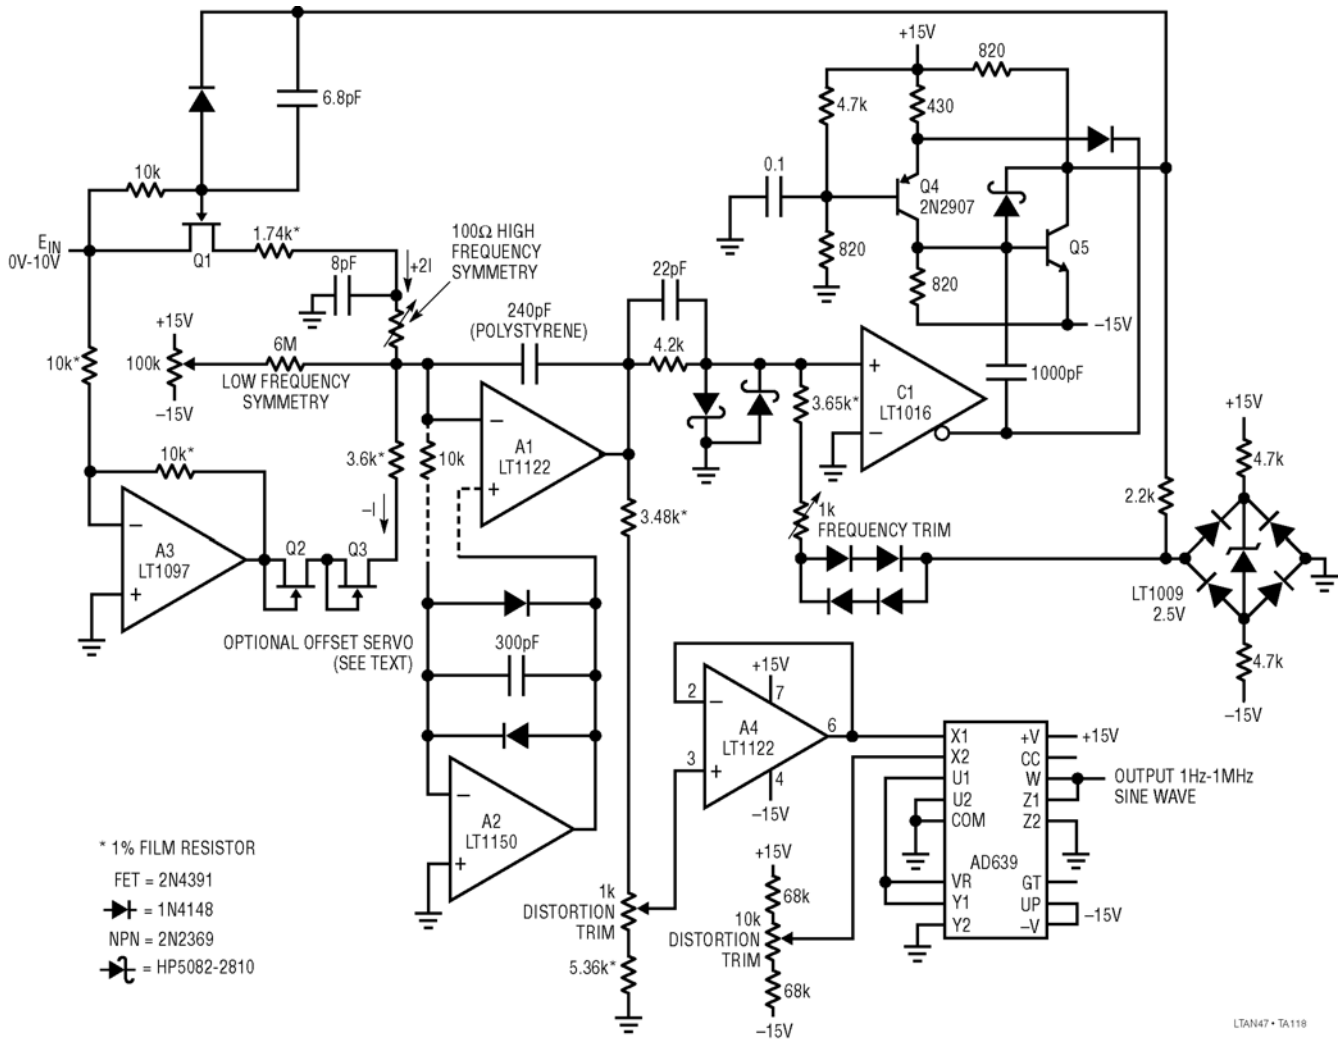 +15V
820
4.7k
430
6.8pF
0.1
Q4
2N2907
10k
Q5
820
820
–15V
EIN
0V-10V
Q1
1.74k*
100Ω HIGH
FREQUENCY
SYMMETRY
+2I
8pF
22pF
240pF
(POLYSTYRENE)
4.2k
+15V
100k
–15V
10k*
6M
LOW FREQUENCY
SYMMETRY
+
–
C1
LT1016
1000pF
3.65k*
+15V
4.7k
10k*
3.6k*
–I
10k
–
+
A1
LT1122
3.48k*
1k
FREQUENCY TRIM
2.2k
–
+
A3
LT1097
Q2
Q3
LT1009
2.5V
4.7k
–15V
OPTIONAL OFFSET SERVO
(SEE TEXT)
300pF
+15V
2
7
–
A4
LT1122
6
3
+
4
–15V
X1
X2
U1
U2
COM
VR
Y1
Y2
+V
CC
W
Z1
Z2
GT
UP
–V
AD639
+15V
OUTPUT 1Hz-1MHz
SINE WAVE
–15V
–
+
A2
LT1150
1k
DISTORTION
TRIM
5.36k*
+15V
68k
10k
DISTORTION
TRIM
68k
–15V
* 1% FILM RESISTOR
FET = 2N4391
= 1N4148
NPN = 2N2369
= HP5082-2810
LTAN47 • TA118